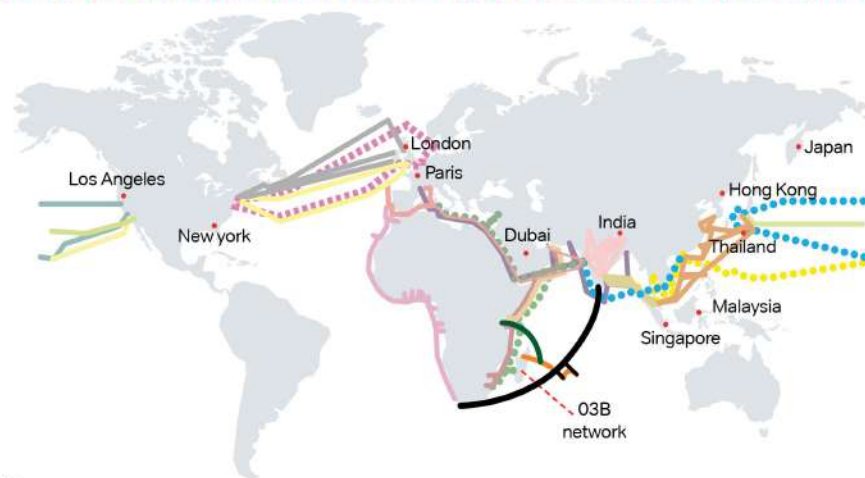 London
Paris
Los Angeles
New york
Japan
Hong Kong
India
Dubai
Thailand
Malaysia
Singapore
03B
network